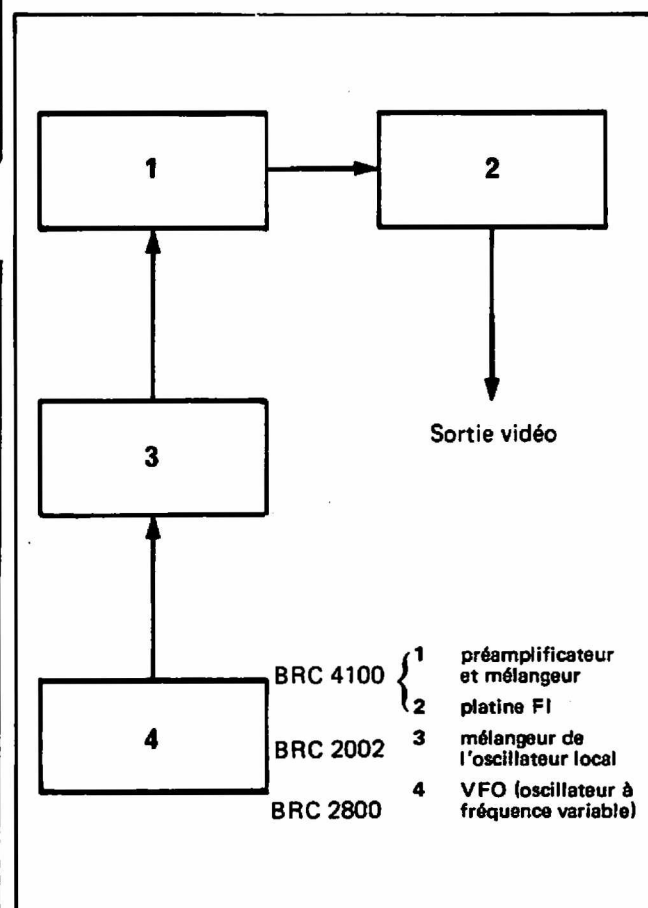 1
2
Sortie vidéo
3
4
BRC 4100 { 1 préamplificateur
et mélangeur
2 platine FI
BRC 2002 3 mélangeur de
l'oscillateur local
BRC 2800 4 VFO (oscillateur à
fréquence variable)